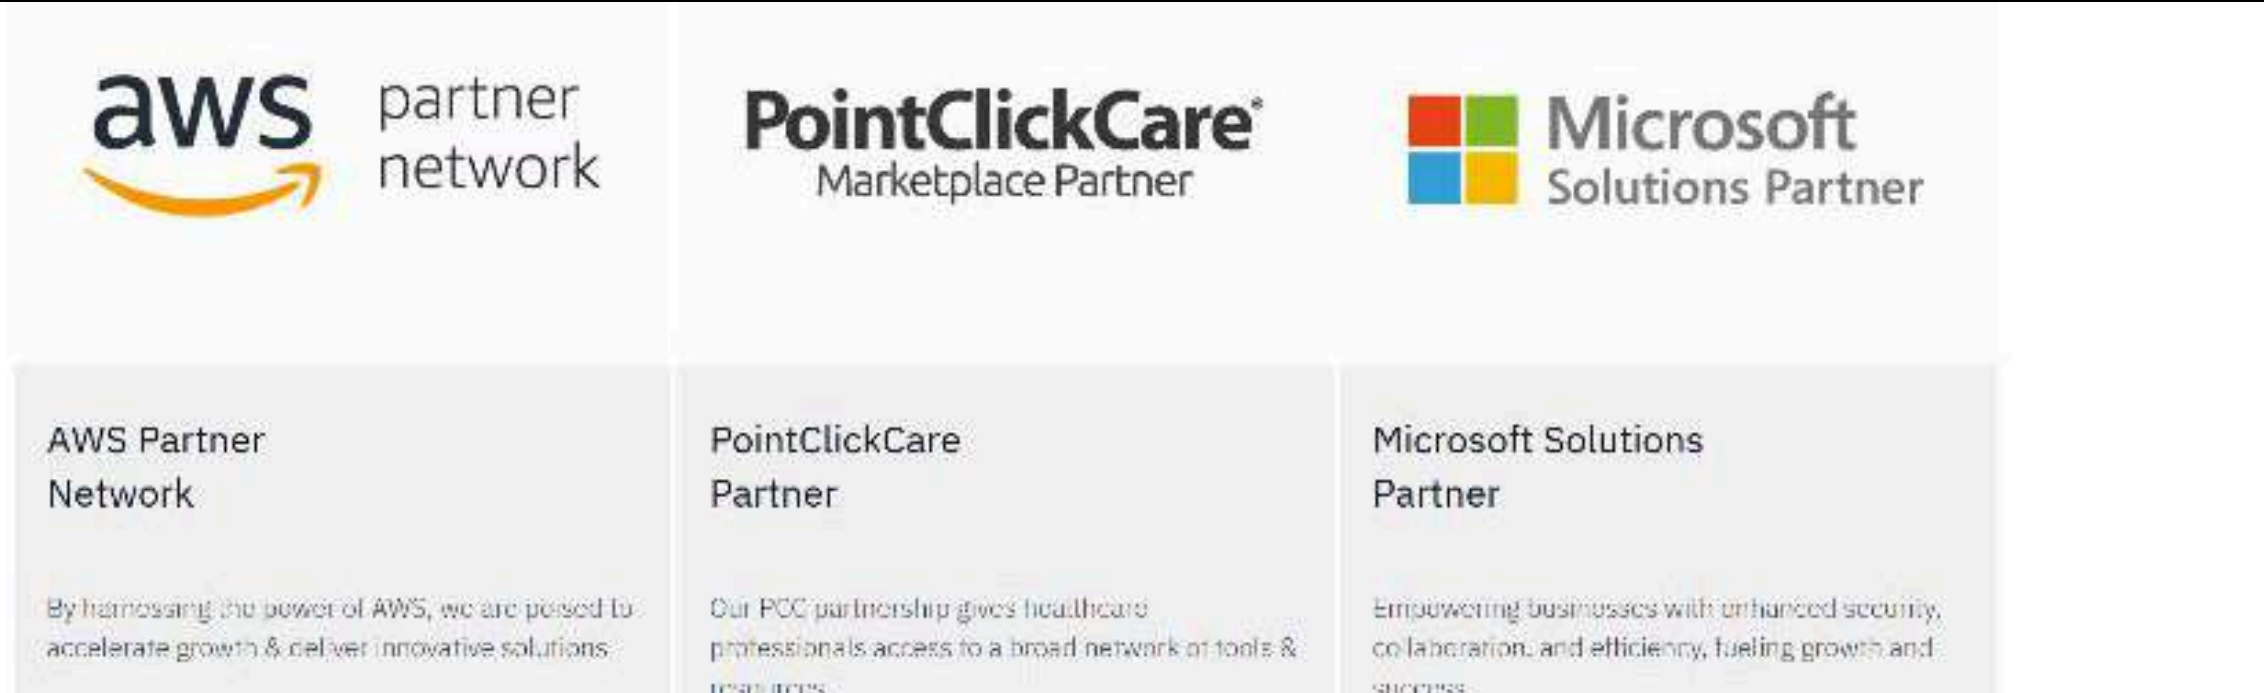 aws partner network
PointClickCare®
Marketplace Partner
Microsoft
Solutions Partner
AWS Partner
Network
By harnessing the power of AWS, we are poised to
accelerate growth & deliver innovative solutions
PointClickCare
Partner
Our PCC partnership gives healthcare
professionals access to a broad network of tools &
resources.
Microsoft Solutions
Partner
Empowering businesses with enhanced security,
collaboration, and efficiency, fueling growth and
success.